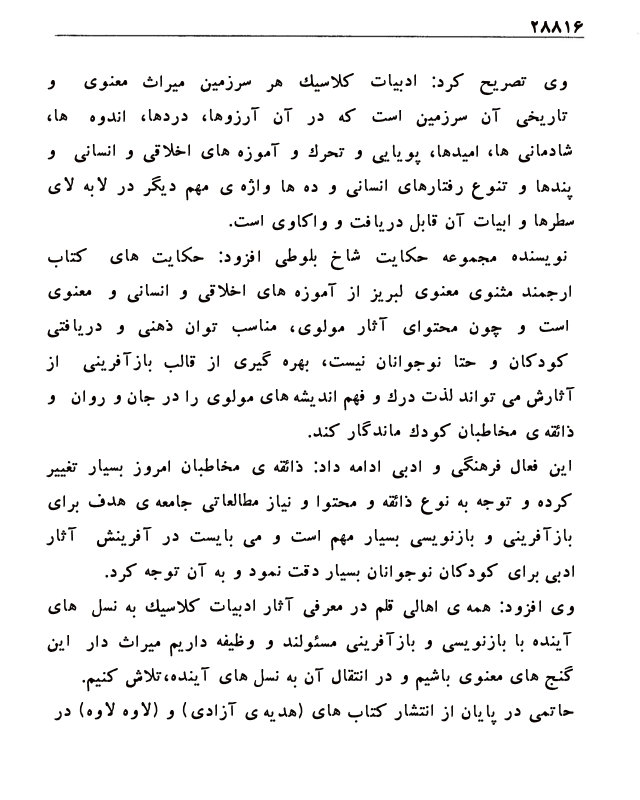 ۲۸۸۱۶
وی تصریح کرد: ادبیات کلاسیك هر سرزمین میراث معنوی و
تاریخی آن سرزمین است که در آن آرزوها، دردها، اندوه ها،
شادمانی ها، امیدها، پویایی و تحرك و آموزه های اخلاقی و انسانی و
پندها و تنوع رفتارهای انسانی و ده ها واژه ی مهم دیگر در لابه لای
سطرها و ابیات آن قابل دریافت و واکاوی است.
نویسنده مجموعه حکایت شاخ بلوطی افزود: حکایت های کتاب
ارجمند مثنوی معنوی لبریز از آموزه های اخلاقی و انسانی و معنوی
است و چون محتوای آثار مولوی، مناسب توان ذهنی و دریافتی
کودکان و حتا نوجوانان نیست، بهره گیری از قالب بازآفرینی از
آثارش می تواند لذت درك و فهم اندیشه های مولوی را در جان و روان و
ذائقه ی مخاطبان کودك ماندگار کند.
این فعال فرهنگی و ادبی ادامه داد: ذائقه ی مخاطبان امروز بسیار تغییر
کرده و توجه به نوع ذائقه و محتوا و نیاز مطالعاتی جامعه ی هدف برای
بازآفرینی و بازنویسی بسیار مهم است و می بایست در آفرینش آثار
ادبی برای کودکان نوجوانان بسیار دقت نمود و به آن توجه کرد.
وی افزود: همه ی اهالی قلم در معرفی آثار ادبیات کلاسیك به نسل های
آینده با بازنویسی و بازآفرینی مسئولند و وظیفه داریم میراث دار این
گنج های معنوی باشیم و در انتقال آن به نسل های آینده،تلاش کنیم.
حاتمی در پایان از انتشار کتاب های (هدیه ی آزادی) و (لاوه لاوه) در